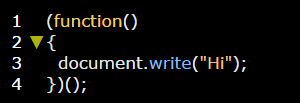 1 (function()
2 ▼ {
3 document.write("Hi");
4 })();